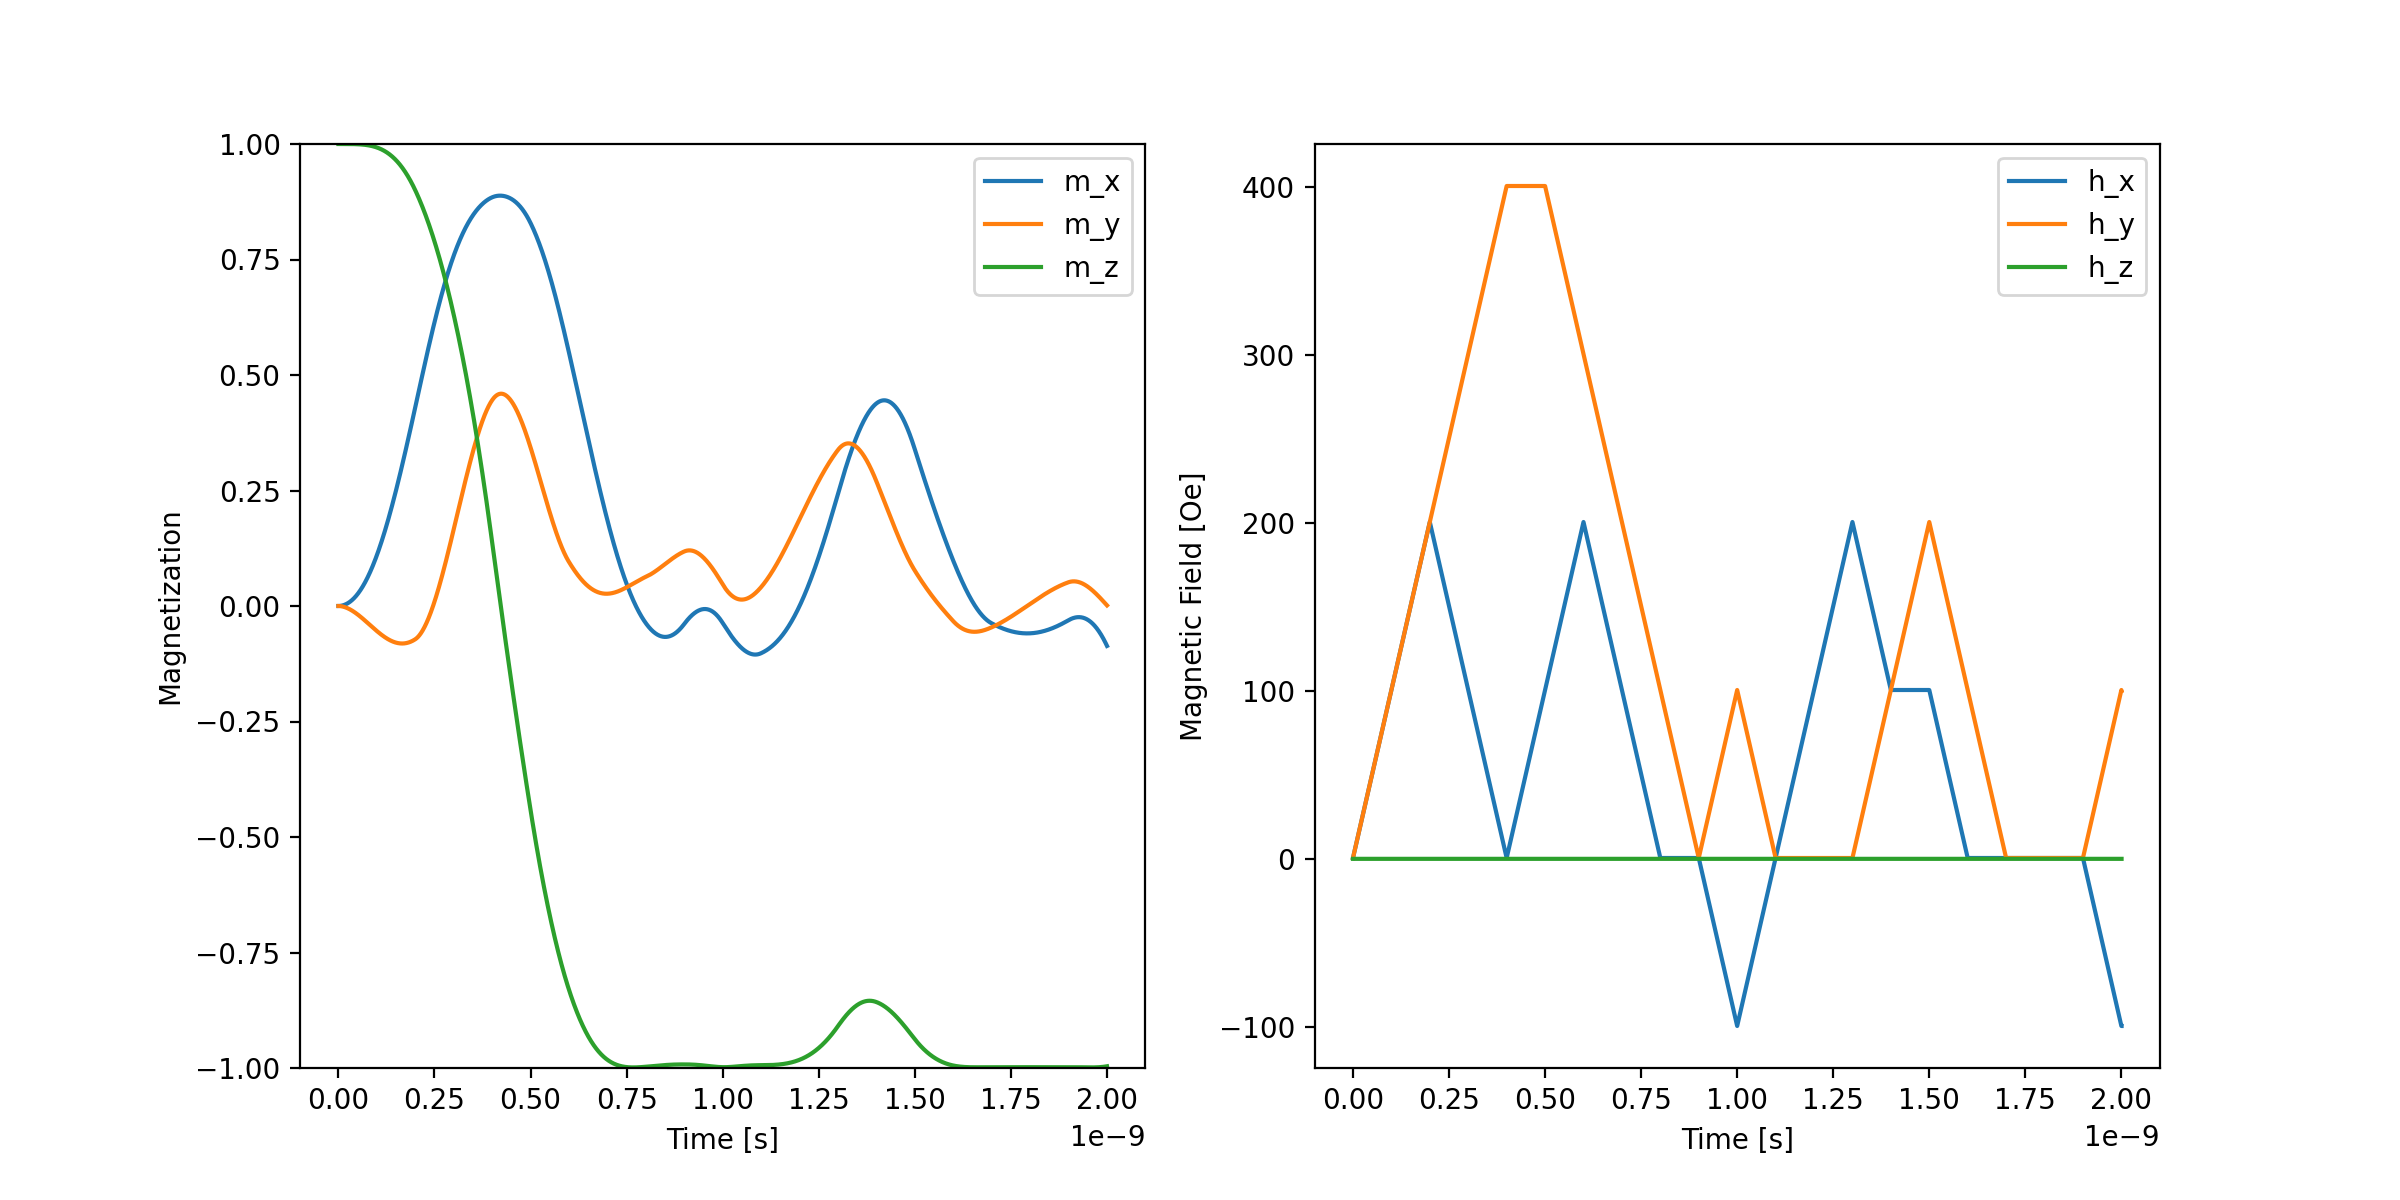 1.00
0.75
0.50
0.25
0.00
−0.25
−0.50
−0.75
−1.00
Magnetization
m_x
m_y
m_z
0.00 0.25 0.50 0.75 1.00 1.25 1.50 1.75 2.00
Time [s]
1e−9
400
300
200
100
0
−100
Magnetic Field [Oe]
h_x
h_y
h_z
0.00 0.25 0.50 0.75 1.00 1.25 1.50 1.75 2.00
Time [s]
1e−9